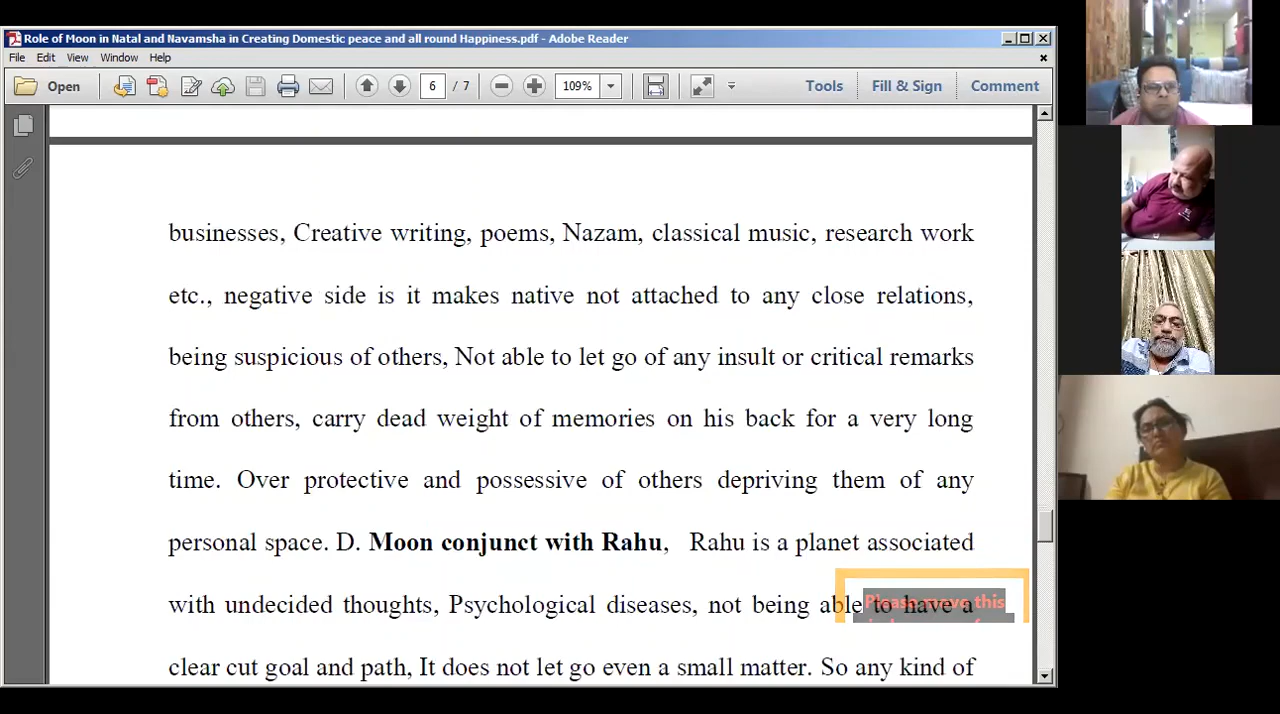 Role of Moon in Natal and Navamsha in Creating Domestic peace and all round Happiness.pdf - Adobe Reader
File Edit View Window Help
Open 6 / 7 109% Tools Fill & Sign Comment
businesses, Creative writing, poems, Nazam, classical music, research work
etc., negative side is it makes native not attached to any close relations,
being suspicious of others, Not able to let go of any insult or critical remarks
from others, carry dead weight of memories on his back for a very long
time. Over protective and possessive of others depriving them of any
personal space. D. Moon conjunct with Rahu, Rahu is a planet associated
with undecided thoughts, Psychological diseases, not being able to have a
Please move this
clear cut goal and path, It does not let go even a small matter. So any kind of